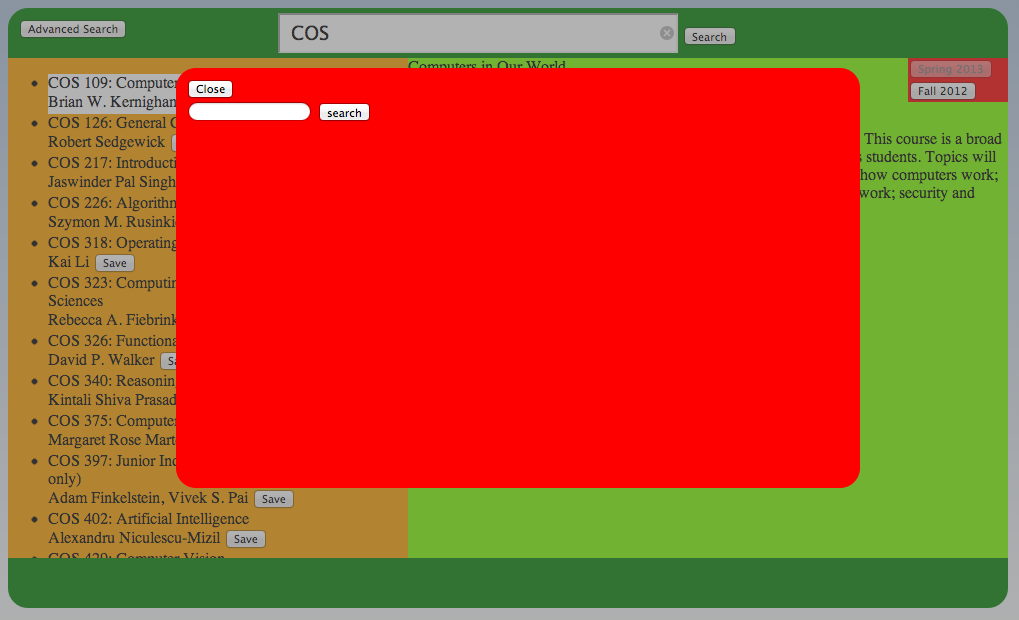 Advanced Search
COS
Search
Computers in Our World
Spring 2013
Fall 2012
COS 109: Computer
Brian W. Kernighan
COS 126: General
Robert Sedgewick
COS 217: Introducti
Jaswinder Pal Singh
COS 226: Algorithm
Szymon M. Rusinki
COS 318: Operating
Kai Li Save
COS 323: Computin
Sciences
Rebecca A. Fiebrink
COS 326: Functiona
David P. Walker Sa
COS 340: Reasonin
Kintali Shiva Prasad
COS 375: Compute
Margaret Rose Mart
COS 397: Junior Ind
only)
Adam Finkelstein, Vivek S. Pai Save
COS 402: Artificial Intelligence
Alexandru Niculescu-Mizil Save
COS 429: Computer Vision
Close
search
This course is a broad
s students. Topics will
how computers work;
work; security and